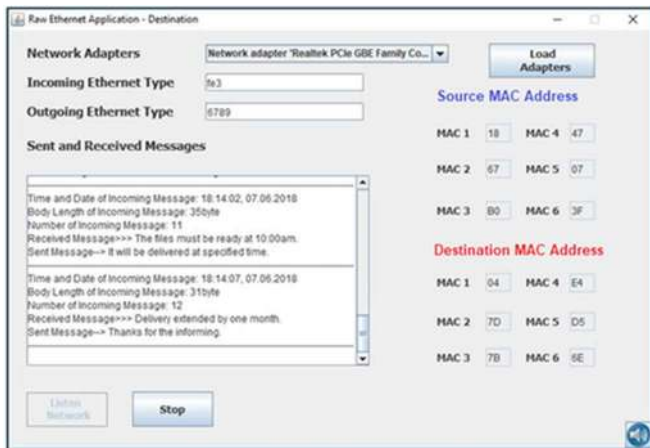 Raw Ethernet Application - Destination
Network Adapters
Network adapter 'Realtek PCIe GBE Family Co...
Load Adapters
Incoming Ethernet Type
fe3
Outgoing Ethernet Type
6789
Sent and Received Messages
Time and Date of Incoming Message: 18:14:02, 07.06.2018
Body Length of Incoming Message: 35byte
Number of Incoming Message: 11
Received Message>>> The files must be ready at 10:00am.
Sent Message--> It will be delivered at specified time.
Time and Date of Incoming Message: 18:14:07, 07.06.2018
Body Length of Incoming Message: 31byte
Number of Incoming Message: 12
Received Message>>> Delivery extended by one month.
Sent Message--> Thanks for the informing.
Listen Network
Stop
Source MAC Address
MAC 1 18 MAC 4 47
MAC 2 67 MAC 5 07
MAC 3 B0 MAC 6 3F
Destination MAC Address
MAC 1 04 MAC 4 E4
MAC 2 7D MAC 5 D5
MAC 3 7B MAC 6 6E